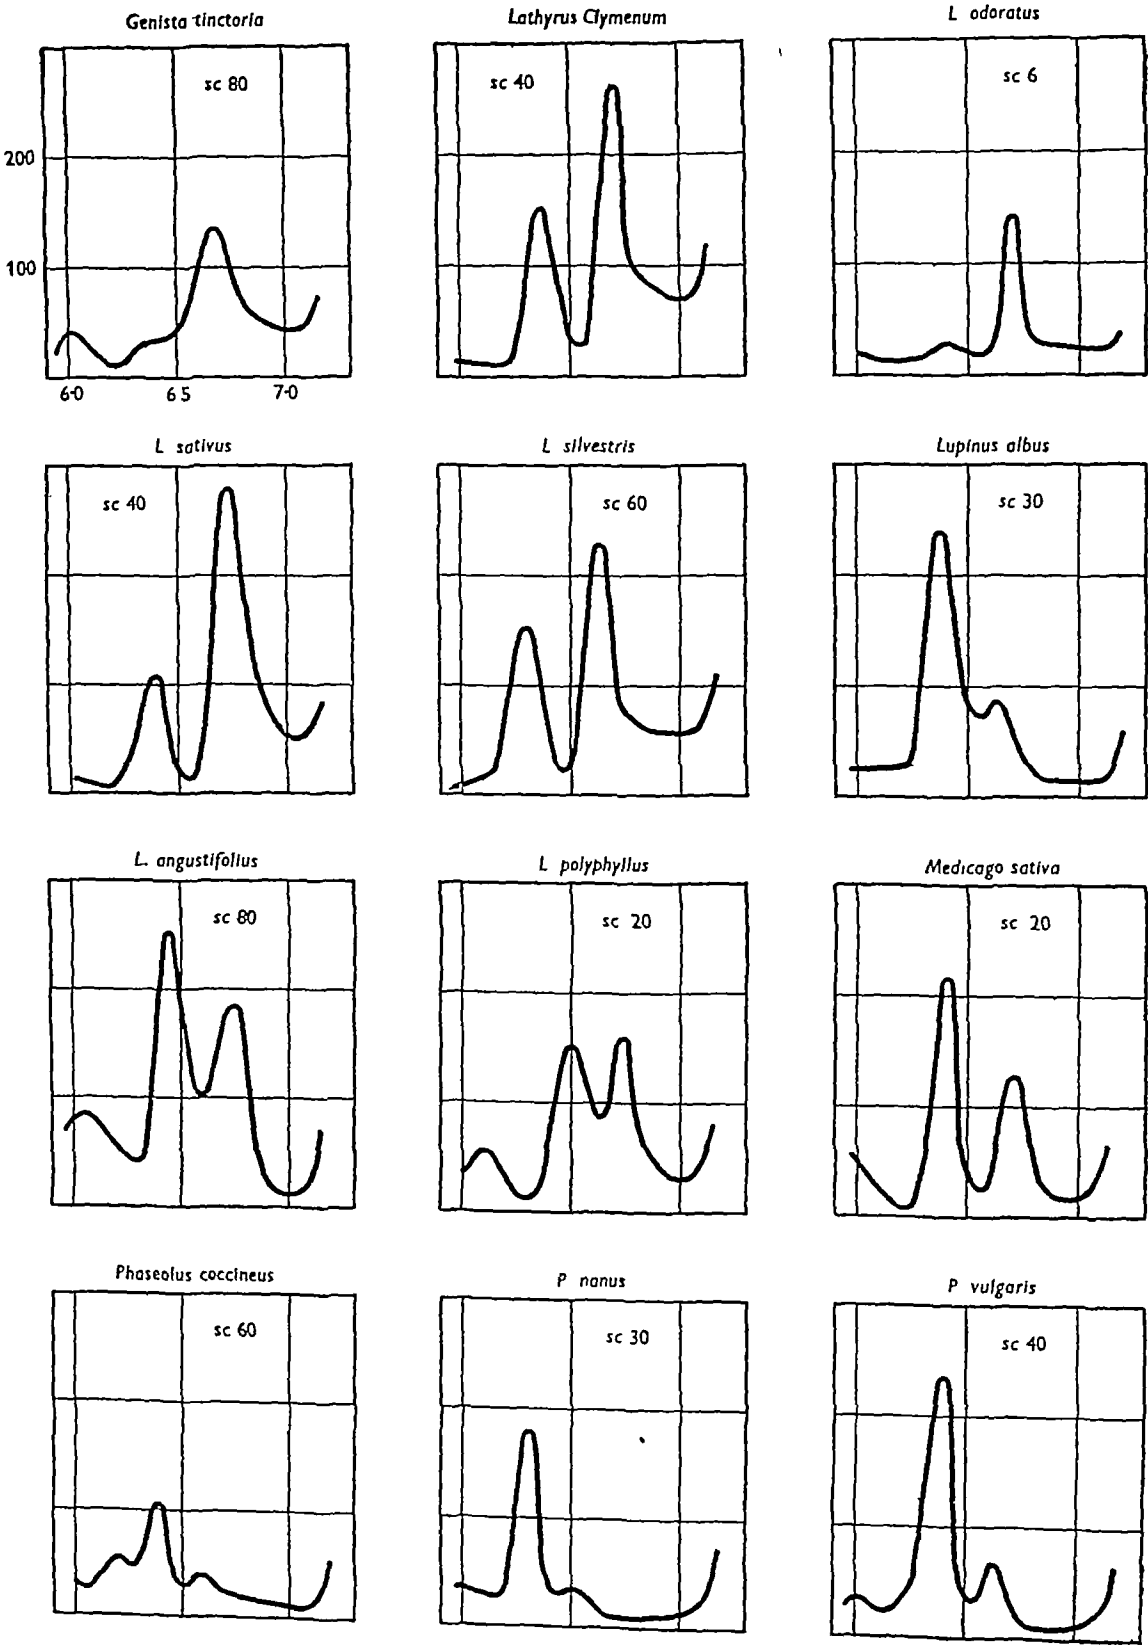 Genista tinctoria
Lathyrus Clymenum
L odoratus
sc 80
sc 40
sc 6
200
100
6·0 6 5 7·0
L sativus
L silvestris
Lupinus albus
sc 40
sc 60
sc 30
L. angustifolius
L polyphyllus
Medicago sativa
sc 80
sc 20
sc 20
Phaseolus coccineus
P nanus
P vulgaris
sc 60
sc 30
sc 40